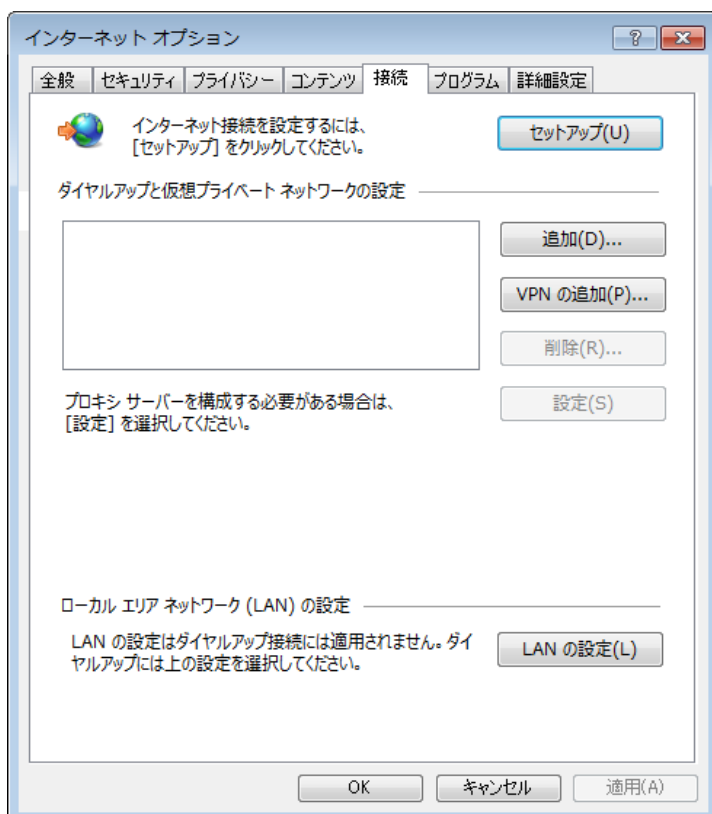 インターネット オプション
全般 セキュリティ プライバシー コンテンツ 接続 プログラム 詳細設定
インターネット接続を設定するには、
[セットアップ] をクリックしてください。
セットアップ(U)
ダイヤルアップと仮想プライベート ネットワークの設定
追加(D)...
VPN の追加(P)...
削除(R)...
プロキシ サーバーを構成する必要がある場合は、
[設定] を選択してください。
設定(S)
ローカル エリア ネットワーク (LAN) の設定
LAN の設定はダイヤルアップ接続には適用されません。ダイ
ヤルアップには上の設定を選択してください。
LAN の設定(L)
OK キャンセル 適用(A)